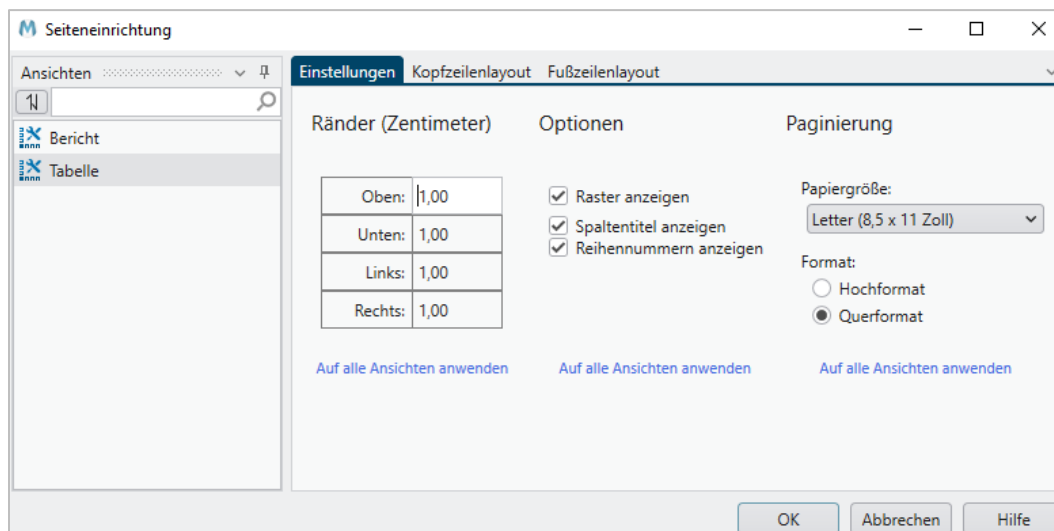 Seiteneinrichtung
Ansichten
Bericht
Tabelle
Einstellungen Kopfzeilenlayout Fußzeilenlayout
Ränder (Zentimeter) Optionen Paginierung
Oben: 1,00
Unten: 1,00
Links: 1,00
Rechts: 1,00
Raster anzeigen
Spaltentitel anzeigen
Reihennummern anzeigen
Papiergröße:
Letter (8,5 x 11 Zoll)
Format:
Hochformat
Querformat
Auf alle Ansichten anwenden Auf alle Ansichten anwenden Auf alle Ansichten anwenden
OK Abbrechen Hilfe